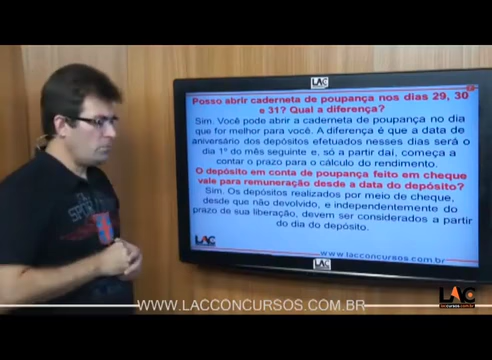 LAC
Posso abrir caderneta de poupança nos dias 29, 30
e 31? Qual a diferença?
Sim. Você pode abrir a caderneta de poupança no dia
que for melhor para você. A diferença é que a data de
aniversário dos depósitos efetuados nesses dias será o
dia 1º do mês seguinte e, só a partir daí, começa a
contar o prazo para o cálculo do rendimento.
O depósito em conta de poupança feito em cheque
vale para remuneração desde a data do depósito?
Sim. Os depósitos realizados por meio de cheque,
desde que não devolvido, e independentemente do
prazo de sua liberação, devem ser considerados a partir
do dia do depósito.
LAC
www.lacconcursos.com.br
LAC
WWW.LACCONCURSOS.COM.BR
LAC